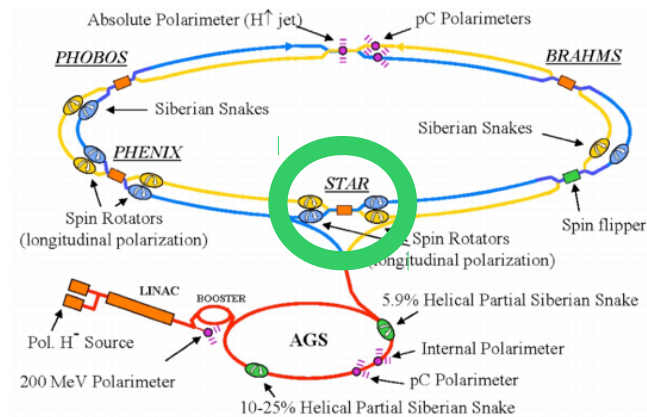 Absolute Polarimeter (H↑ jet)
pC Polarimeters
PHOBOS
BRAHMS
Siberian Snakes
Siberian Snakes
PHENIX
STAR
Spin Rotators
(longitudinal polarization)
Spin Rotators
(longitudinal polarization)
Spin flipper
LINAC
BOOSTER
5.9% Helical Partial Siberian Snake
Pol. H⁻ Source
AGS
Internal Polarimeter
200 MeV Polarimeter
pC Polarimeter
10-25% Helical Partial Siberian Snake